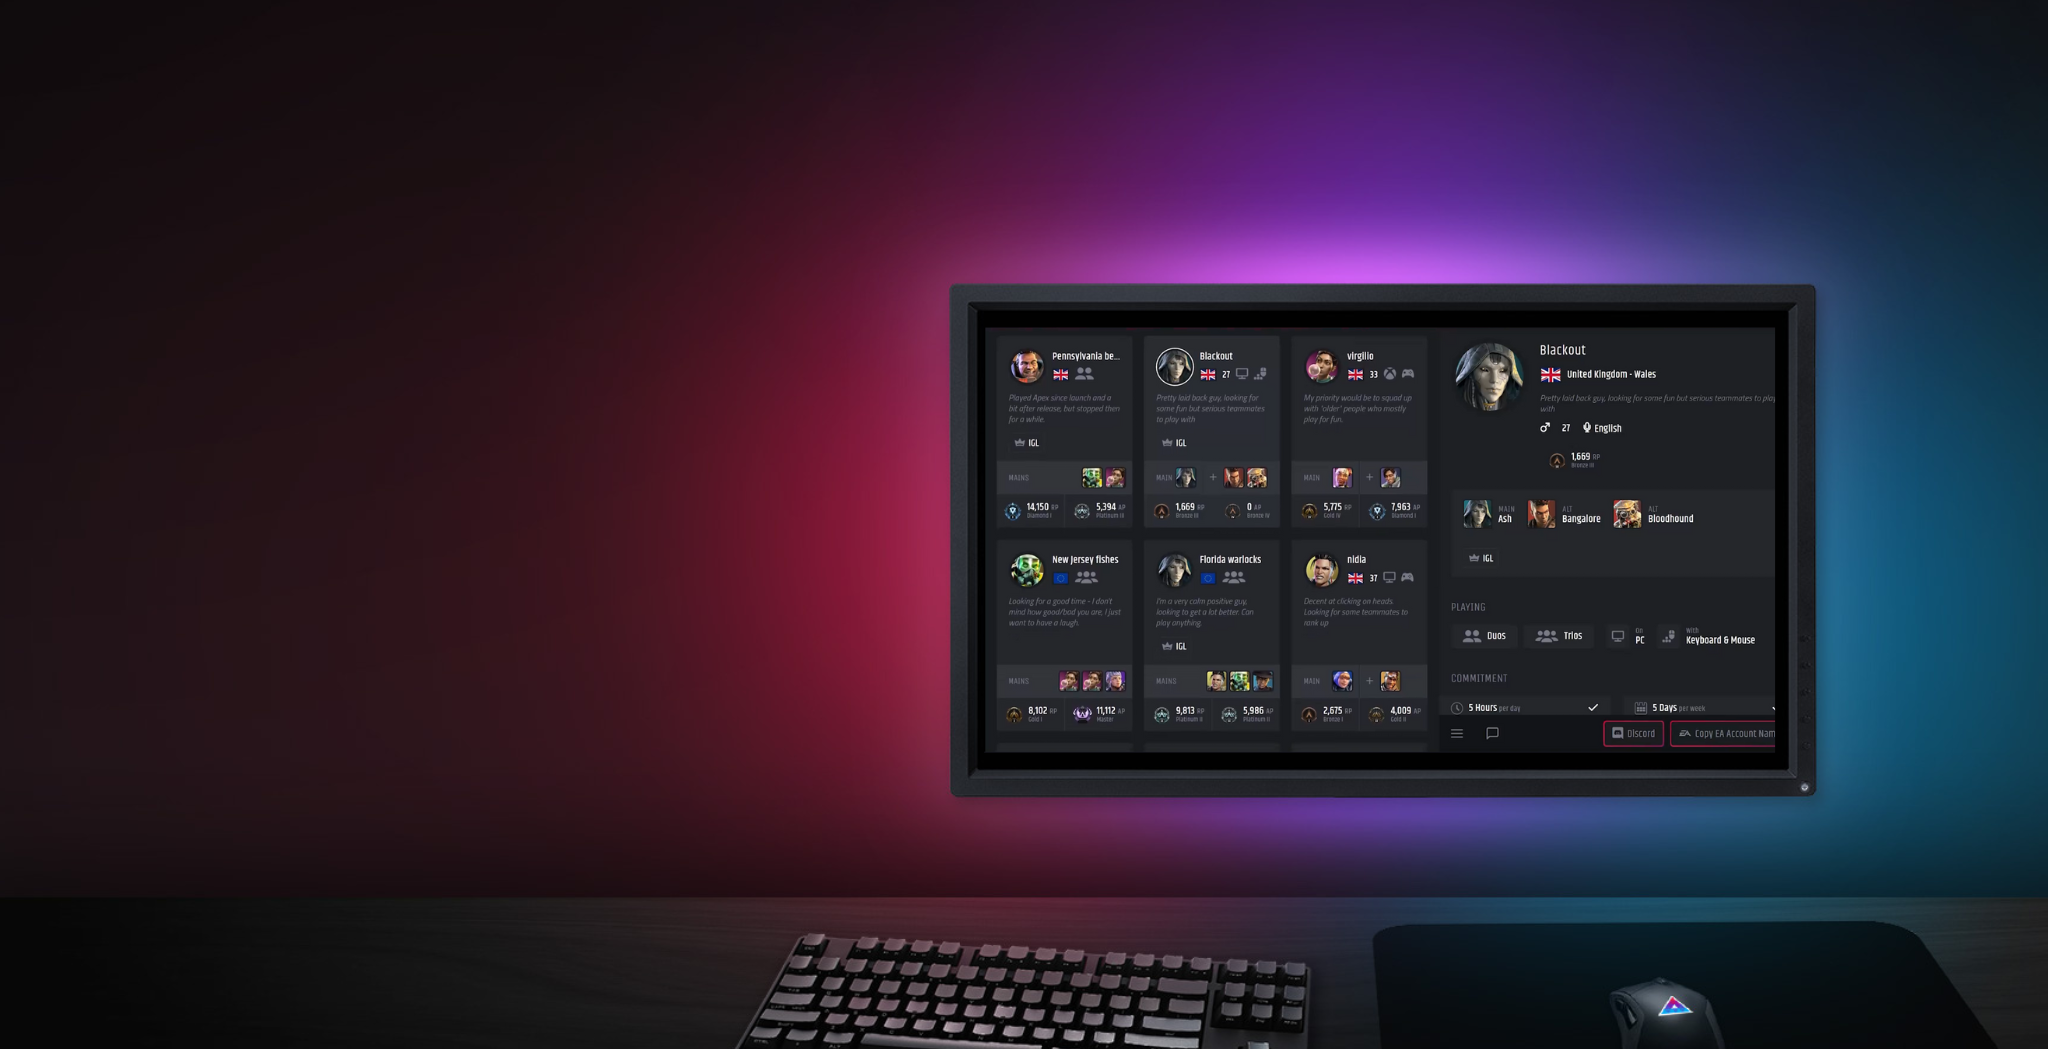 Pennsylvania be...
Played Apex since launch and a
bit after release, but stopped then
for a while.
IGL
MAINS
14,150 RP
Diamond I
5,394 AP
Platinum III
Blackout
27
Pretty laid back guy, looking for
some fun but serious teammates
to play with
IGL
MAIN
+
1,669 RP
Bronze III
0 AP
Bronze IV
virgilio
33
My priority would be to squad up
with 'older' people who mostly
play for fun.
MAIN
+
5,775 RP
Gold IV
7,963 AP
Diamond I
New Jersey fishes
Looking for a good time - I don't
mind how good/bad you are, I just
want to have a laugh.
MAINS
8,102 RP
Gold I
11,112 AP
Master
Florida warlocks
I'm a very calm positive guy,
looking to get a lot better. Can
play anything.
IGL
MAINS
9,813 RP
Platinum II
5,986 AP
Platinum II
nidia
37
Decent at clicking on heads.
Looking for some teammates to
rank up
MAIN
+
2,675 RP
Bronze I
4,009 AP
Gold II
Blackout
United Kingdom - Wales
Pretty laid back guy, looking for some fun but serious teammates to play
with
27 English
1,669 RP
Bronze III
MAIN
Ash
ALT
Bangalore
ALT
Bloodhound
IGL
PLAYING
Duos
Trios
On
PC
With
Keyboard & Mouse
COMMITMENT
5 Hours per day
5 Days per week
Discord
EA Copy EA Account Nam